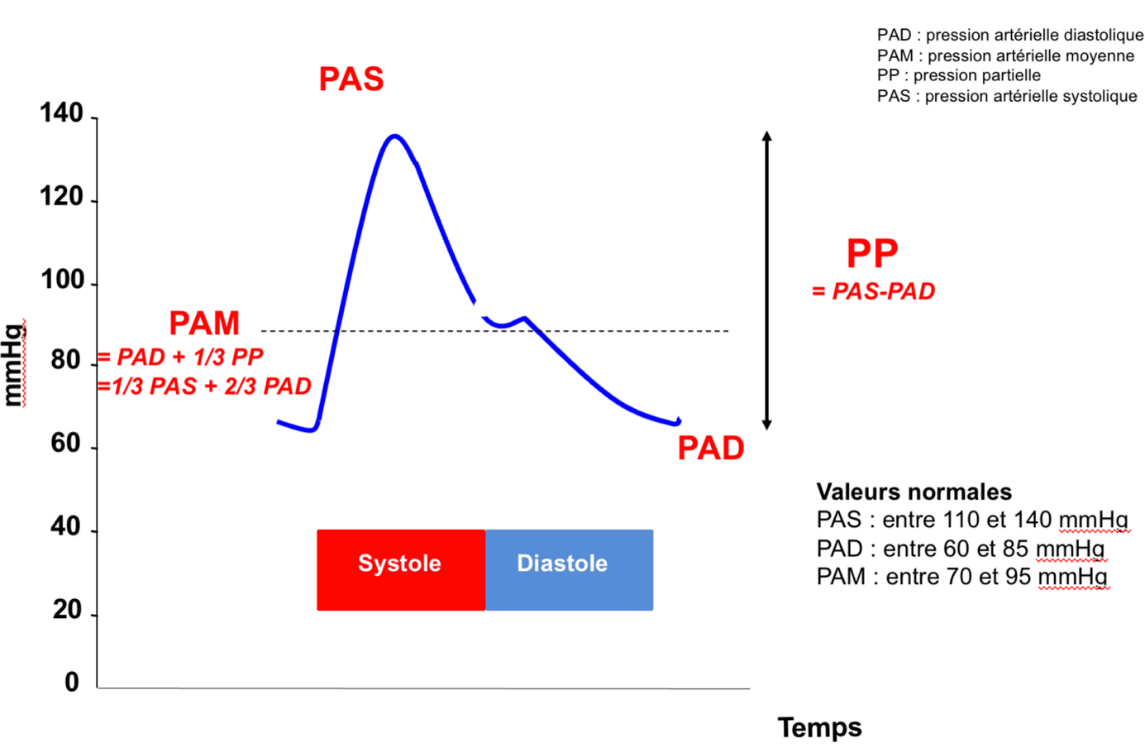 PAD : pression artérielle diastolique
PAM : pression artérielle moyenne
PP : pression partielle
PAS : pression artérielle systolique
PAS
140
120
100
80
60
40
20
0
mmHg
PAM
= PAD + 1/3 PP
=1/3 PAS + 2/3 PAD
PP
= PAS-PAD
PAD
Valeurs normales
PAS : entre 110 et 140 mmHg
PAD : entre 60 et 85 mmHg
PAM : entre 70 et 95 mmHg
Systole
Diastole
Temps